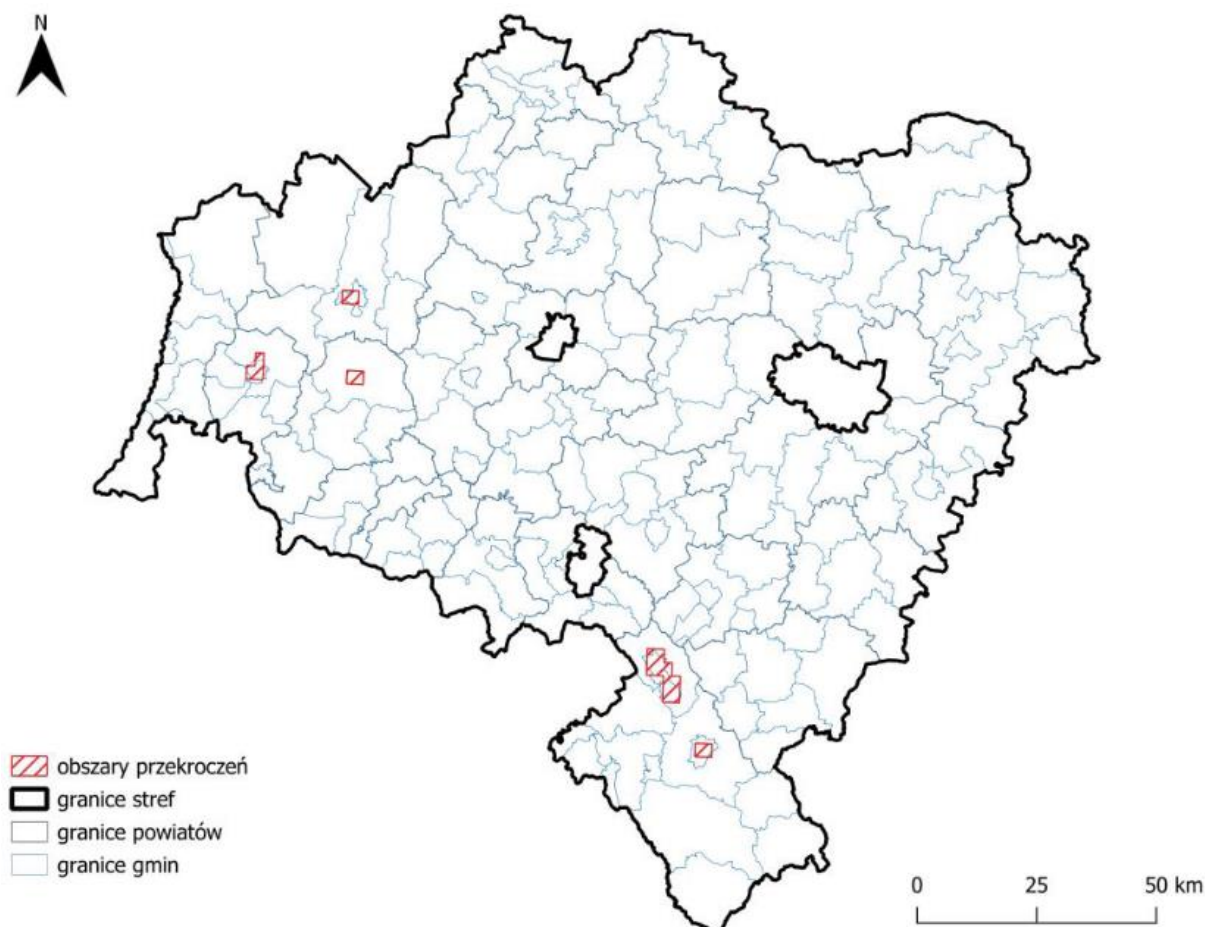 N
obszary przekroczeń
granice stref
granice powiatów
granice gmin
0 25 50 km